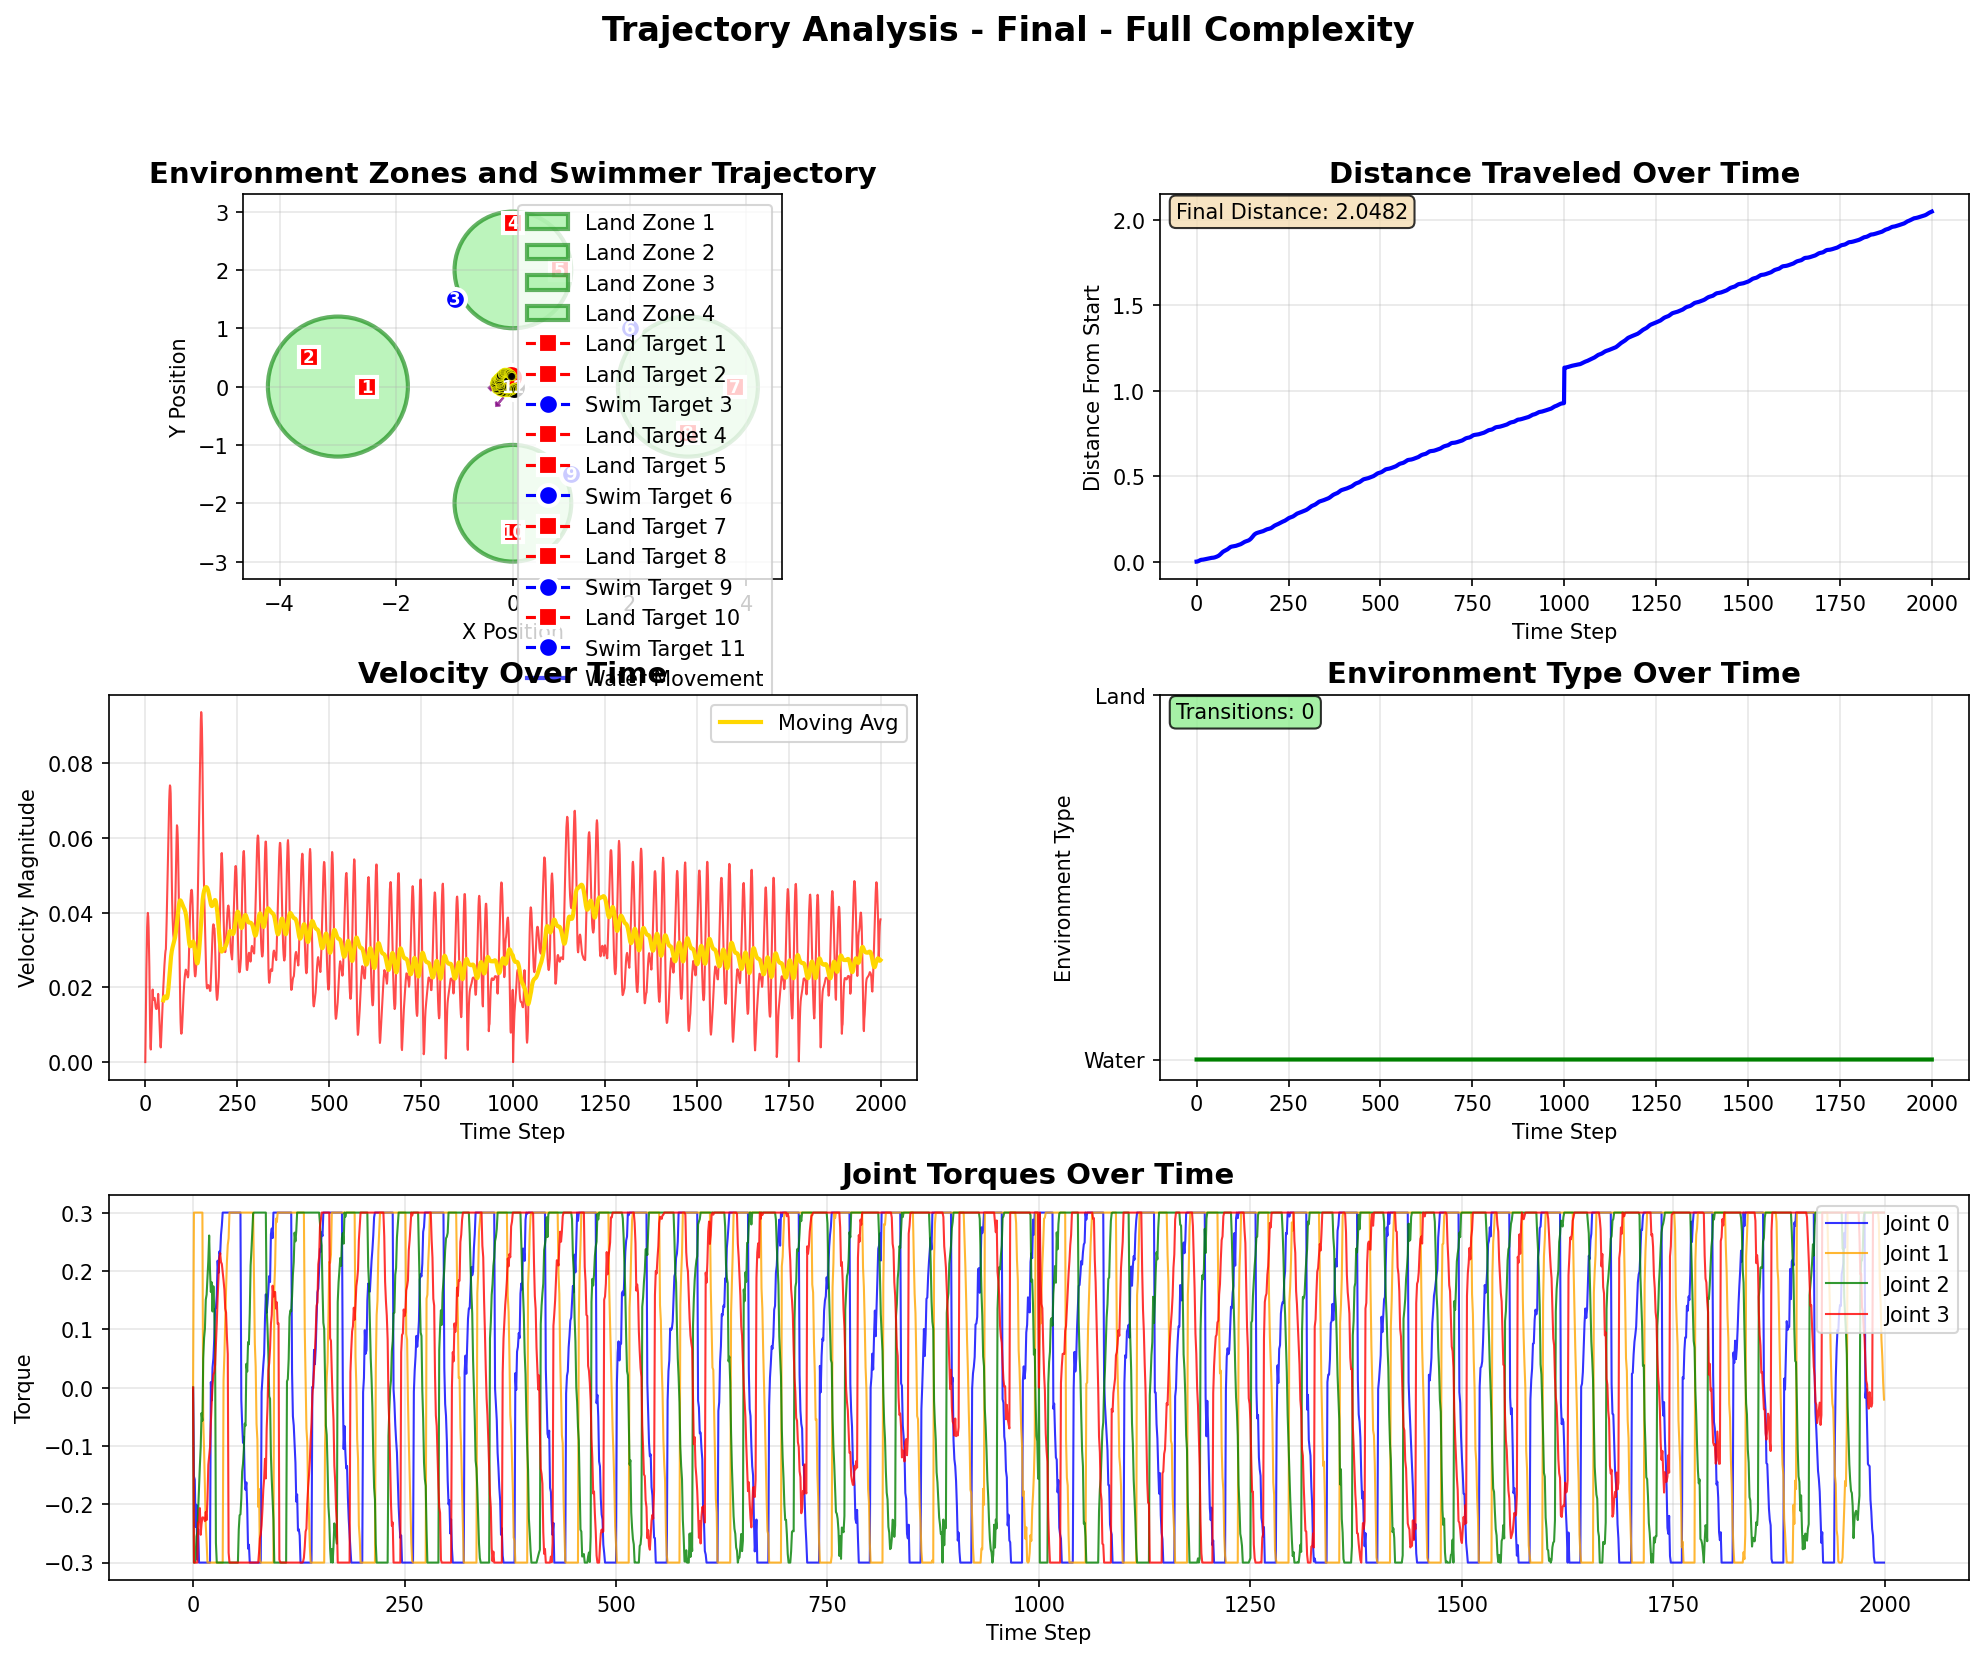 Trajectory Analysis - Final - Full Complexity
Environment Zones and Swimmer Trajectory
Y Position
3
2
1
0
−1
−2
−3
−4
−2
0
2
4
X Position
4
5
3
6
2
1
7
8
9
10
Land Zone 1
Land Zone 2
Land Zone 3
Land Zone 4
Land Target 1
Land Target 2
Swim Target 3
Land Target 4
Land Target 5
Swim Target 6
Land Target 7
Land Target 8
Swim Target 9
Land Target 10
Swim Target 11
Water Movement
Distance Traveled Over Time
Final Distance: 2.0482
Distance From Start
2.0
1.5
1.0
0.5
0.0
0 250 500 750 1000 1250 1500 1750 2000
Time Step
Velocity Over Time
Moving Avg
Velocity Magnitude
0.08
0.06
0.04
0.02
0.00
0 250 500 750 1000 1250 1500 1750 2000
Time Step
Environment Type Over Time
Transitions: 0
Environment Type
Land
Water
0 250 500 750 1000 1250 1500 1750 2000
Time Step
Joint Torques Over Time
Torque
0.3
0.2
0.1
0.0
−0.1
−0.2
−0.3
Joint 0
Joint 1
Joint 2
Joint 3
0 250 500 750 1000 1250 1500 1750 2000
Time Step